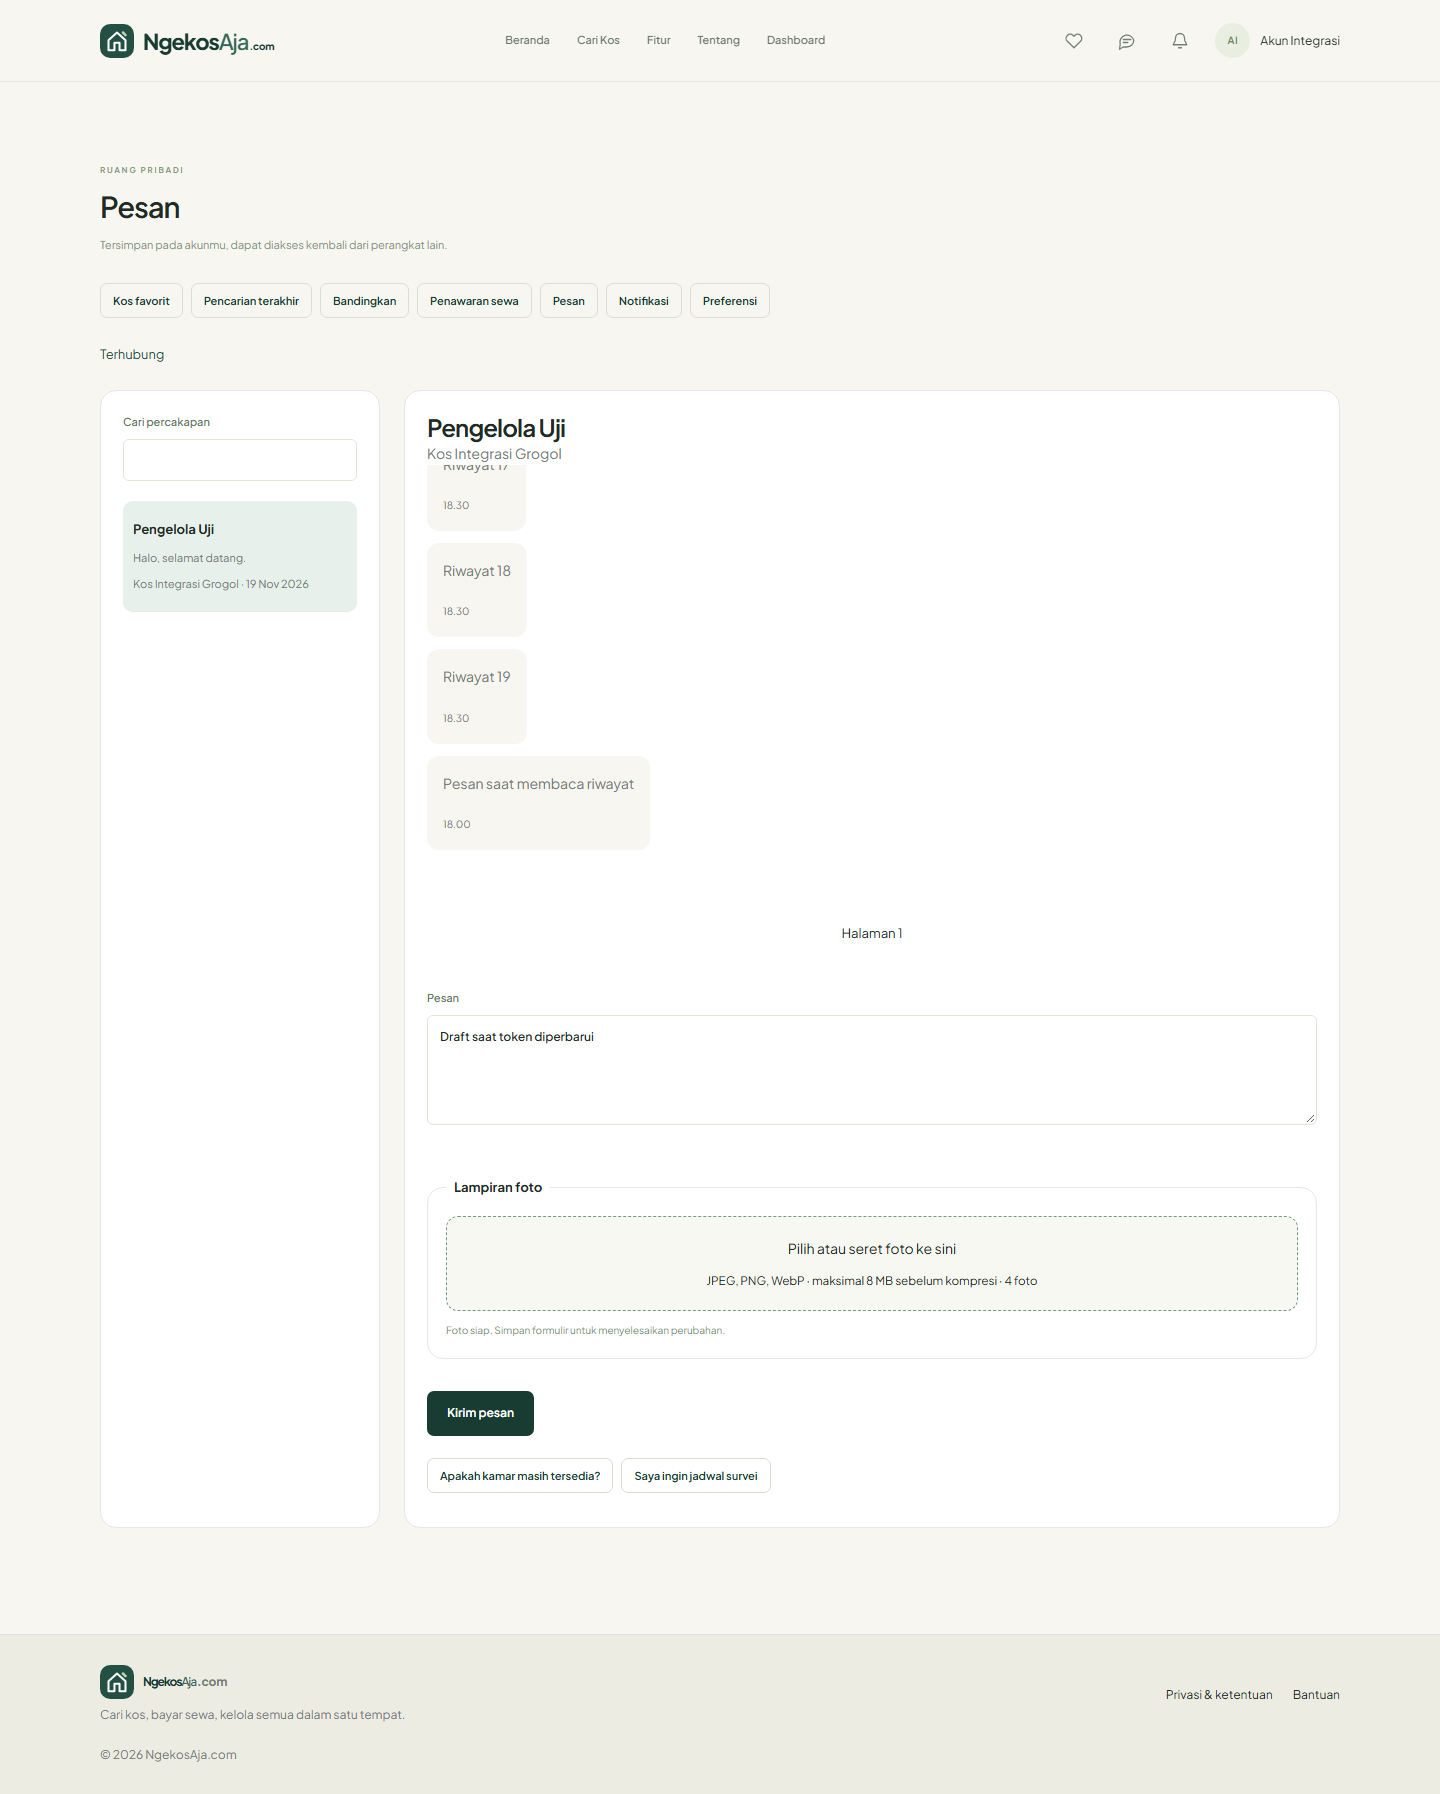 NgekosAja.com
Beranda
Cari Kos
Fitur
Tentang
Dashboard
AI
Akun Integrasi
RUANG PRIBADI
Pesan
Tersimpan pada akunmu, dapat diakses kembali dari perangkat lain.
Kos favorit
Pencarian terakhir
Bandingkan
Penawaran sewa
Pesan
Notifikasi
Preferensi
Terhubung
Cari percakapan
Pengelola Uji
Halo, selamat datang.
Kos Integrasi Grogol · 19 Nov 2026
Pengelola Uji
Kos Integrasi Grogol
Riwayat 17
18.30
Riwayat 18
18.30
Riwayat 19
18.30
Pesan saat membaca riwayat
18.00
Halaman 1
Pesan
Draft saat token diperbarui
Lampiran foto
Pilih atau seret foto ke sini
JPEG, PNG, WebP · maksimal 8 MB sebelum kompresi · 4 foto
Foto siap. Simpan formulir untuk menyelesaikan perubahan.
Kirim pesan
Apakah kamar masih tersedia?
Saya ingin jadwal survei
NgekosAja.com
Cari kos, bayar sewa, kelola semua dalam satu tempat.
Privasi & ketentuan
Bantuan
© 2026 NgekosAja.com